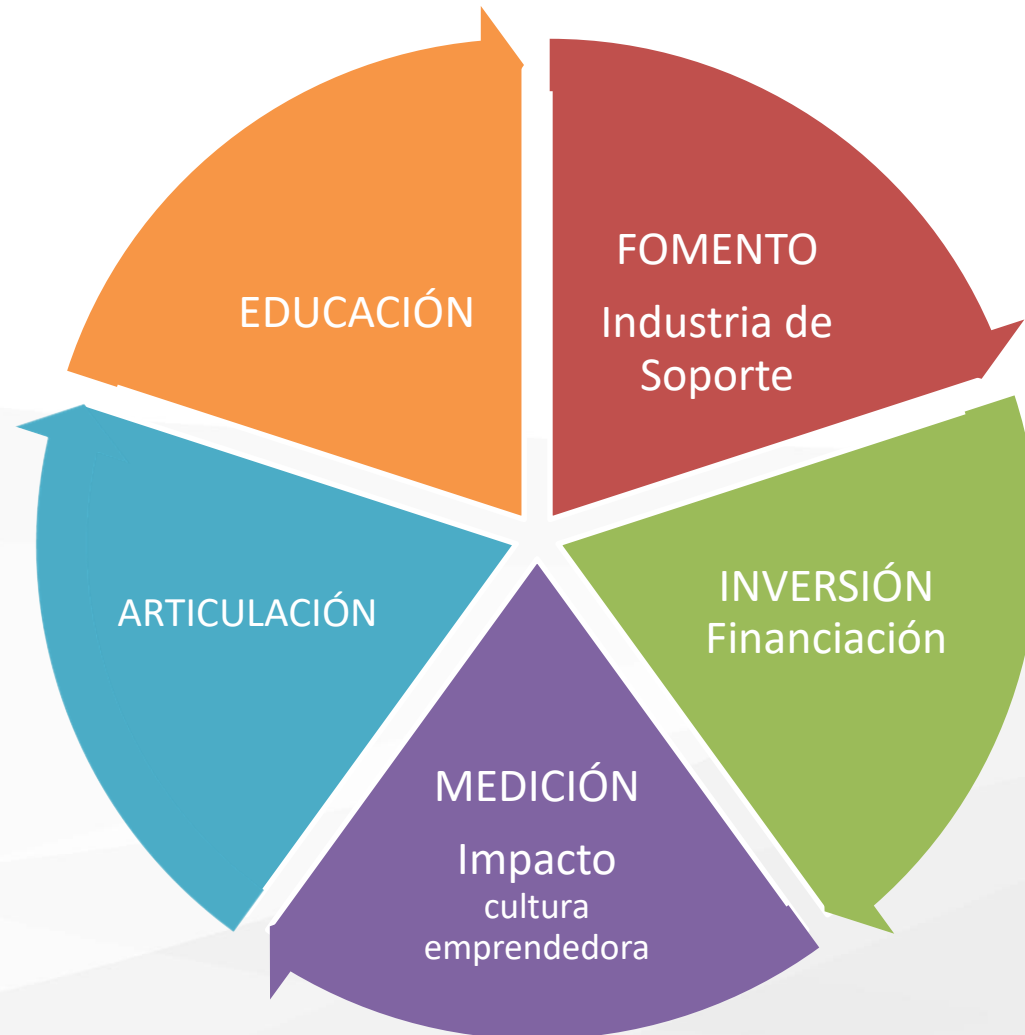 EDUCACIÓN
FOMENTO
Industria de
Soporte
INVERSIÓN
Financiación
MEDICIÓN
Impacto
cultura
emprendedora
ARTICULACIÓN